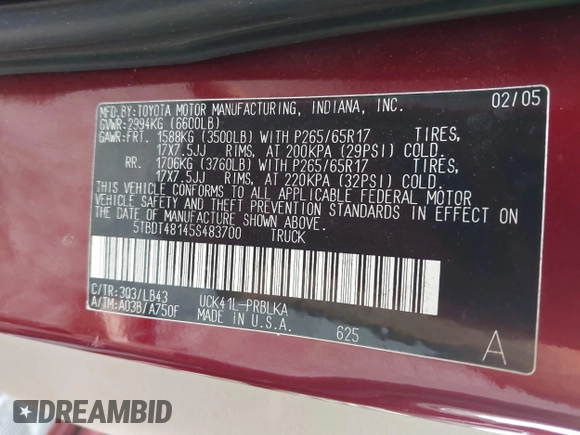 MFD.BY:TOYOTA MOTOR MANUFACTURING, INDIANA, INC. 02/05
GVWR:2994KG (6600LB)
GAWR:FRT. 1588KG (3500LB) WITH P265/65R17 TIRES,
17X7.5JJ RIMS, AT 200KPA (29PSI) COLD.
RR. 1706KG (3760LB) WITH P265/65R17 TIRES,
17X7.5JJ RIMS, AT 220KPA (32PSI) COLD.
THIS VEHICLE CONFORMS TO ALL APPLICABLE FEDERAL MOTOR
VEHICLE SAFETY AND THEFT PREVENTION STANDARDS IN EFFECT ON
THE DATE OF MANUFACTURE SHOWN ABOVE.
5TBDT48145S483700 TRUCK
C/TR:3Q3/LB43 UCK41L-PRBLKA
A/TM:A03B/A750F MADE IN U.S.A. 625 A
DREAMBID